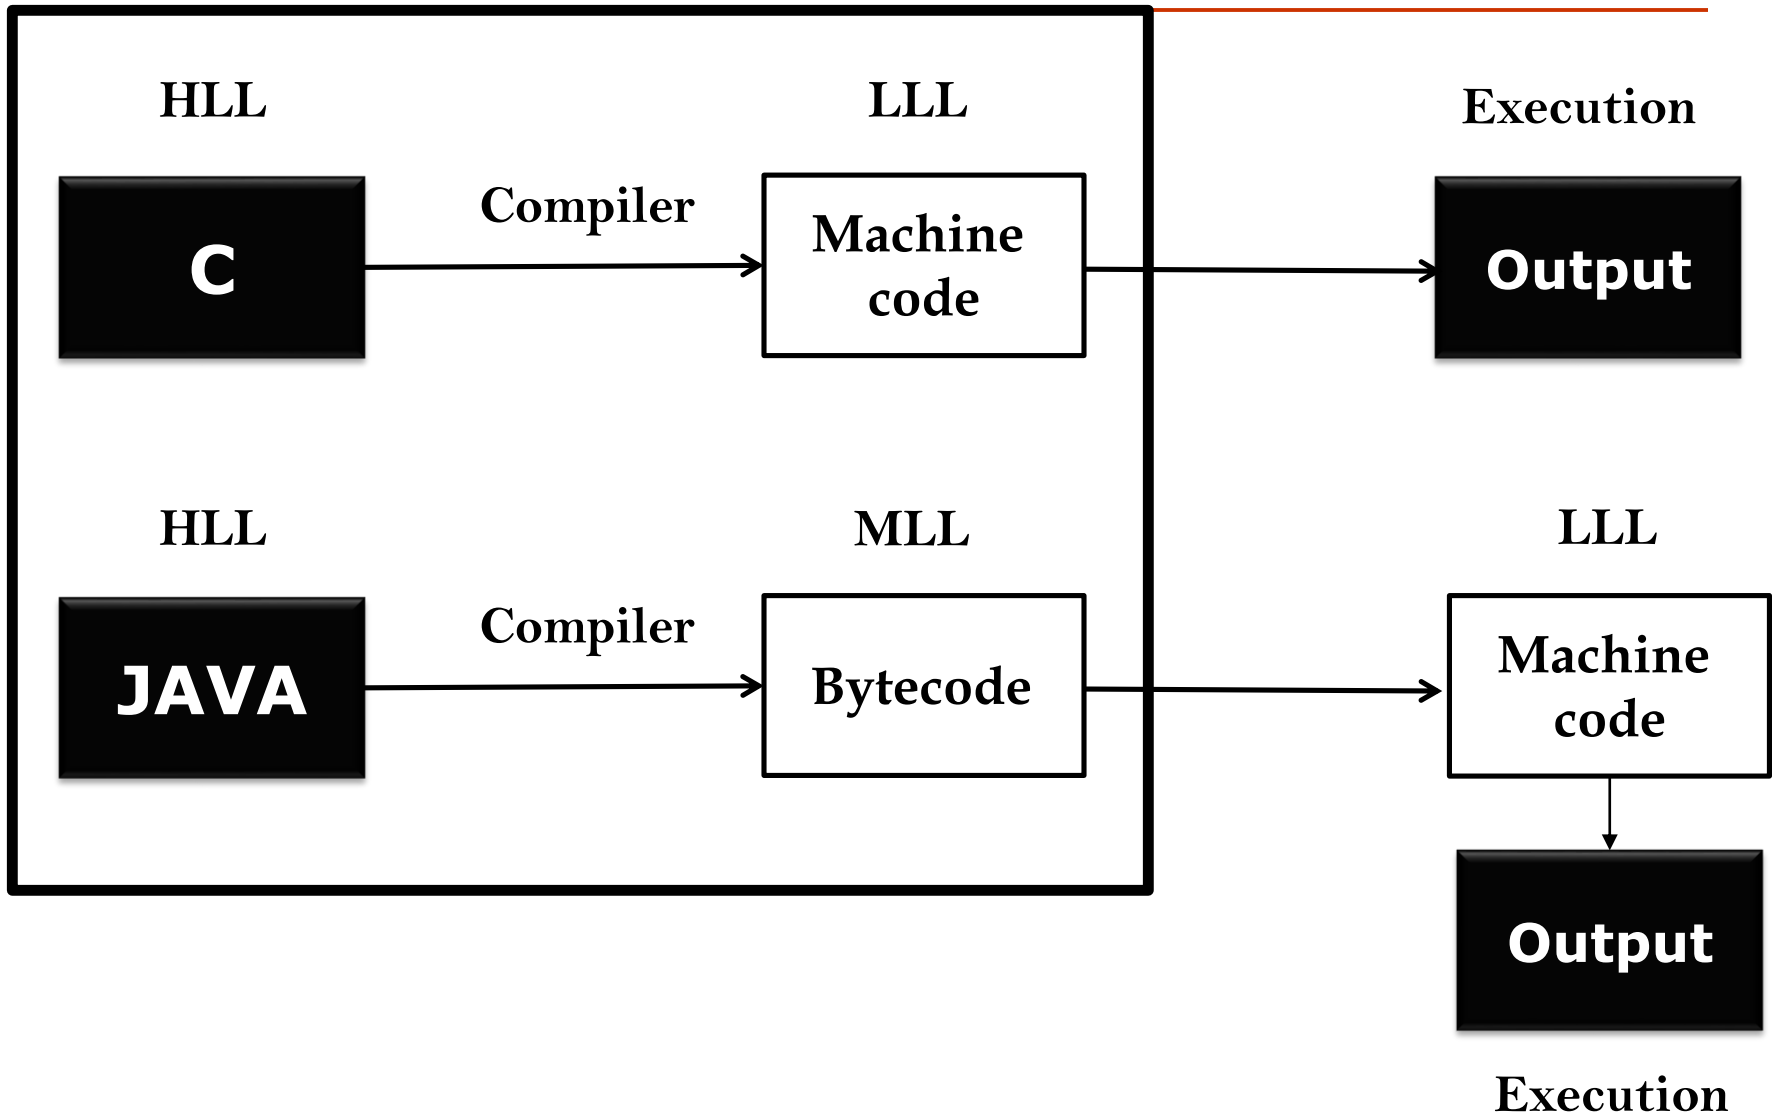 HLL
LLL
Execution
C
Compiler
Machine
code
Output
HLL
MLL
LLL
JAVA
Compiler
Bytecode
Machine
code
Output
Execution